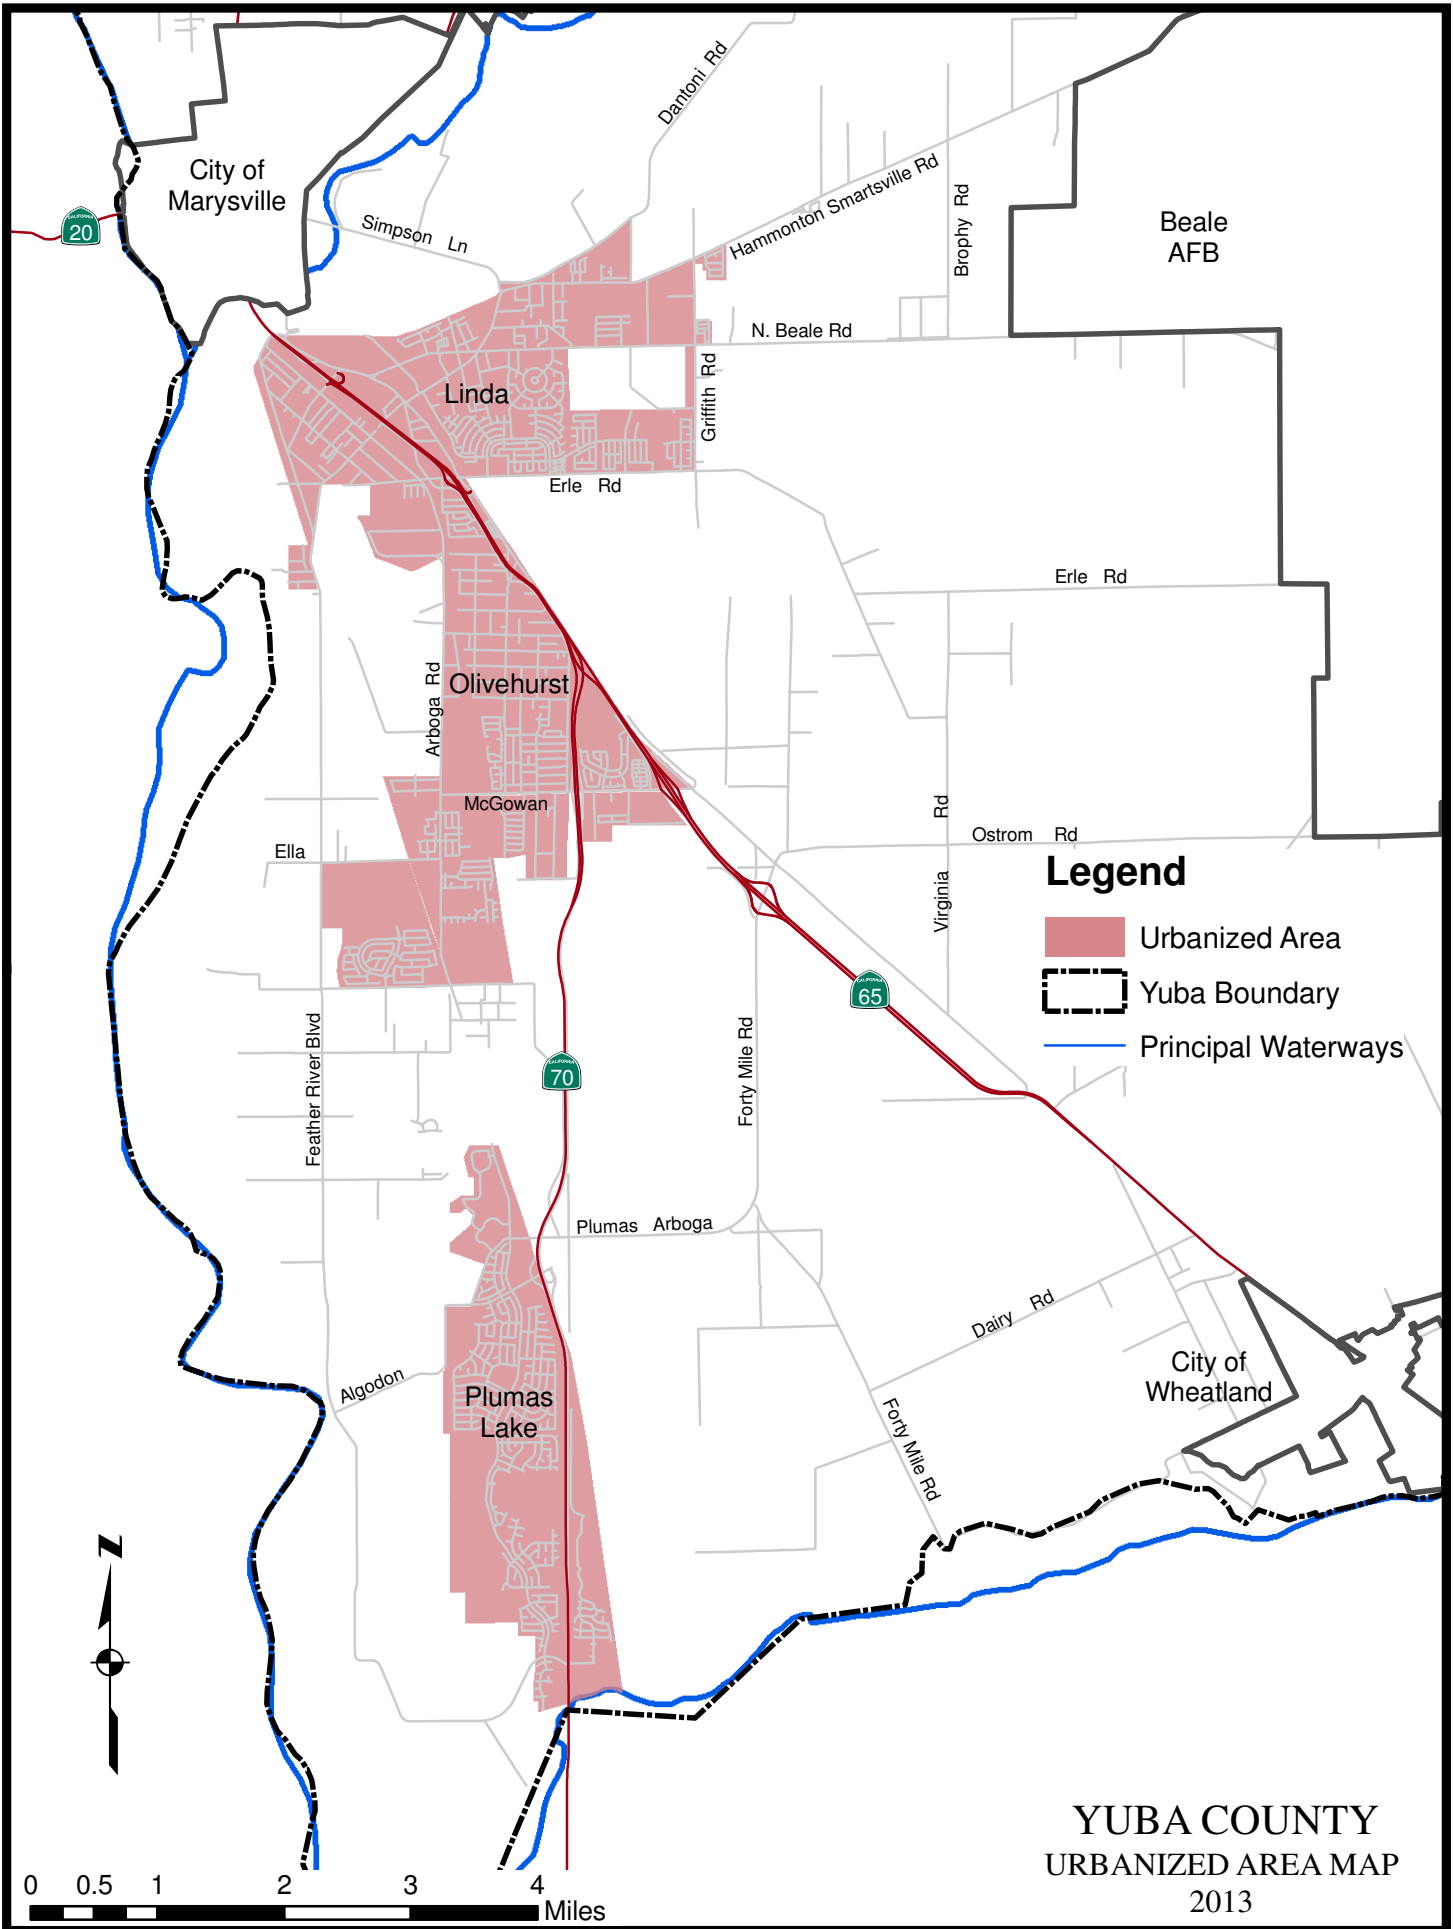 Dantoni Rd
City of
Marysville
Hammonton Smartsville Rd
Brophy Rd
Beale
AFB
CALIFORNIA
20
Simpson Ln
N. Beale Rd
Linda
Griffith Rd
Erle Rd
Erle Rd
Arboga Rd
Olivehurst
McGowan
Virginia Rd
Ostrom Rd
Ella
Legend
Urbanized Area
Yuba Boundary
Principal Waterways
CALIFORNIA
65
Feather River Blvd
CALIFORNIA
70
Forty Mile Rd
Plumas Arboga
Dairy Rd
City of
Wheatland
Algodon
Plumas
Lake
Forty Mile Rd
N
YUBA COUNTY
URBANIZED AREA MAP
2013
0 0.5 1 2 3 4
Miles